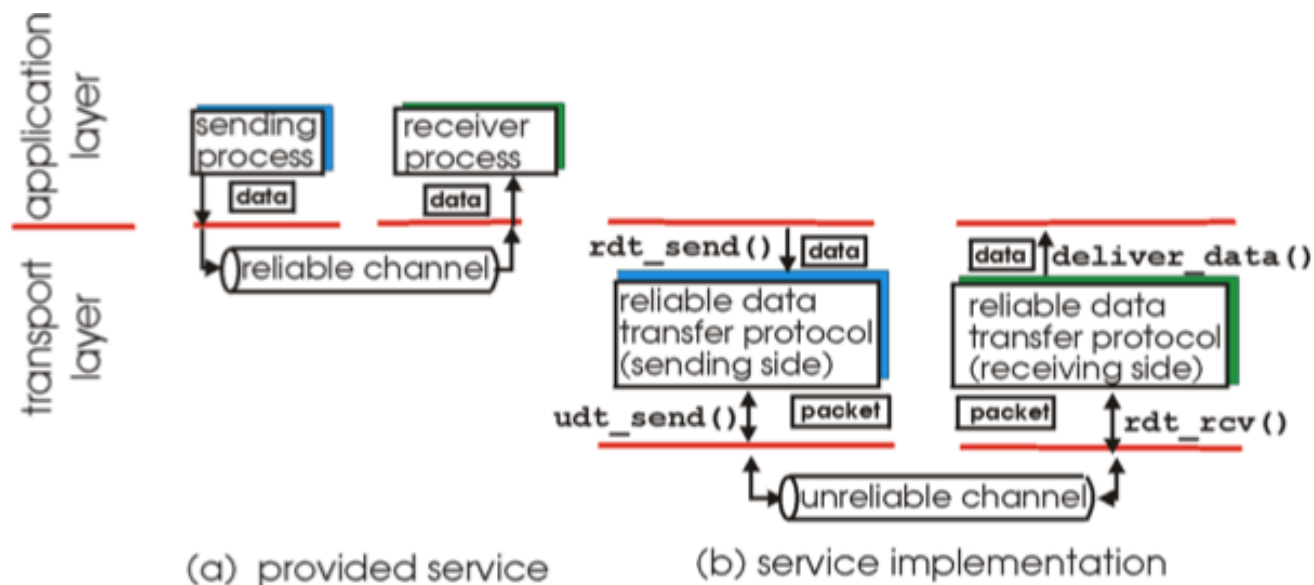 application
layer
transport
layer
sending
process
receiver
process
data
data
reliable channel
(a) provided service
rdt_send()
data
data
deliver_data()
reliable data
transfer protocol
(sending side)
reliable data
transfer protocol
(receiving side)
udt_send()
packet
packet
rdt_rcv()
unreliable channel
(b) service implementation